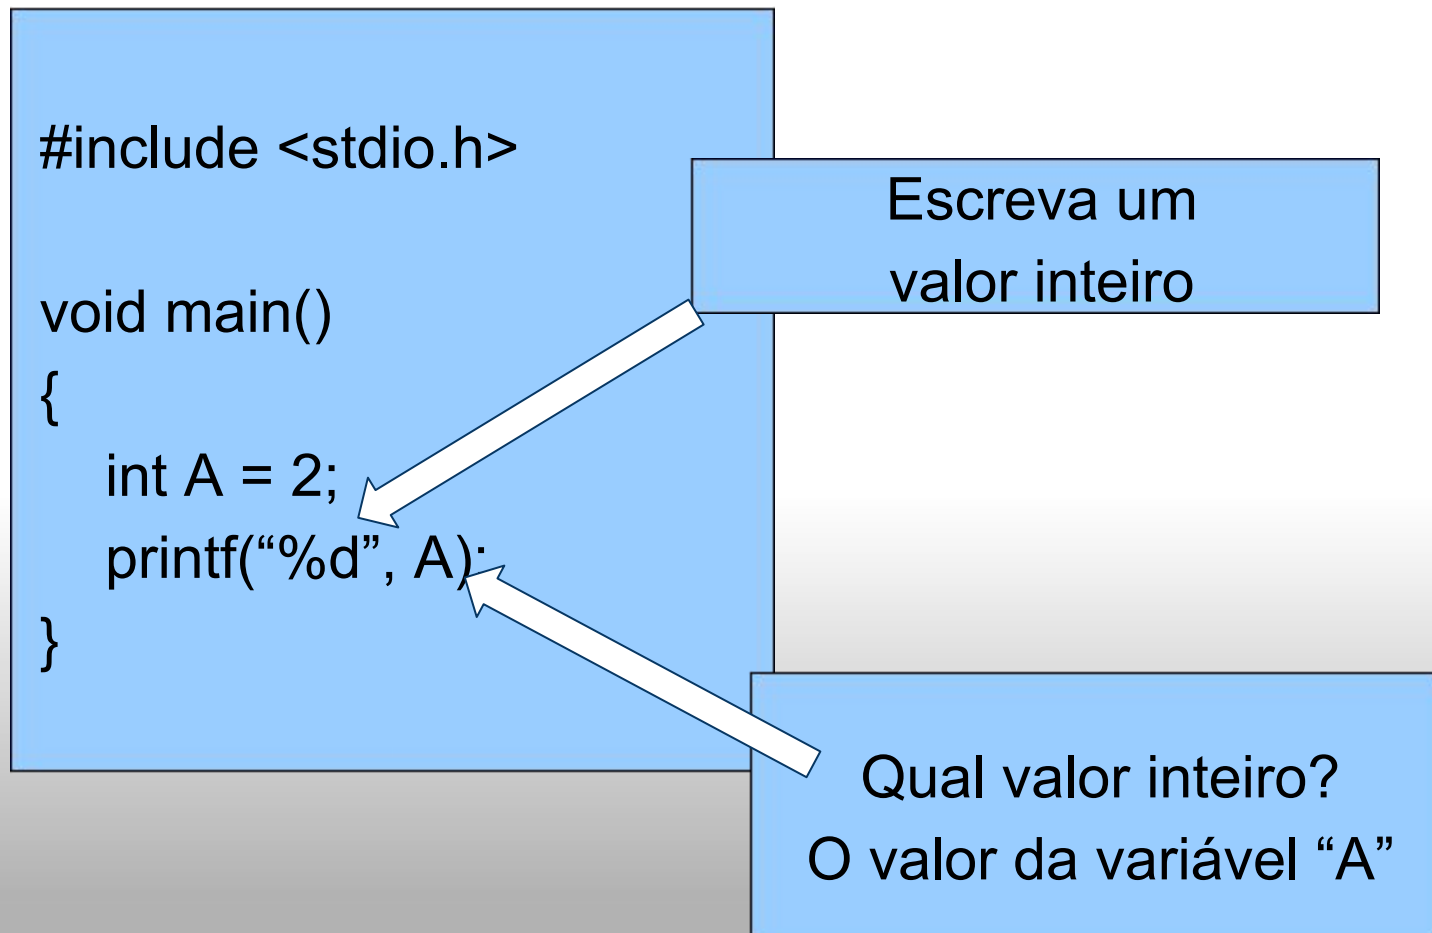 #include <stdio.h>
void main()
{
int A = 2;
printf(“%d”, A);
}
Escreva um
valor inteiro
Qual valor inteiro?
O valor da variável “A”